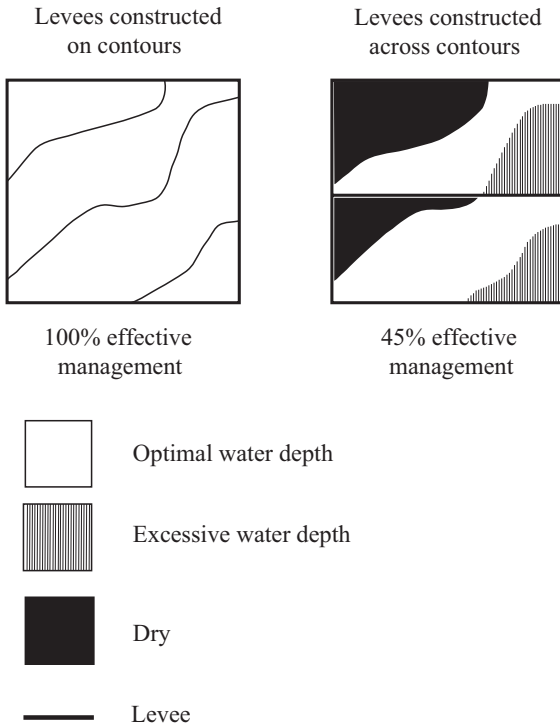 Levees constructed
on contours
Levees constructed
across contours
100% effective
management
45% effective
management
Optimal water depth
Excessive water depth
Dry
Levee